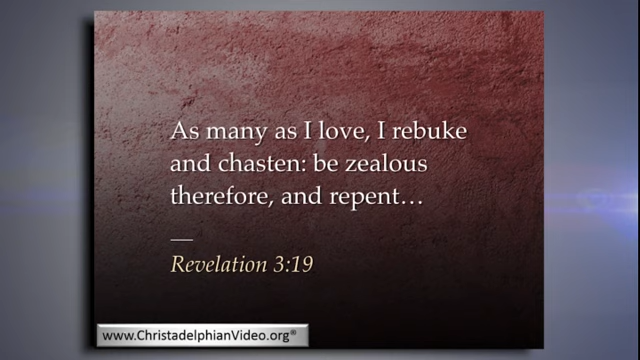 As many as I love, I rebuke
and chasten: be zealous
therefore, and repent…
—
Revelation 3:19
www.ChristadelphianVideo.org®